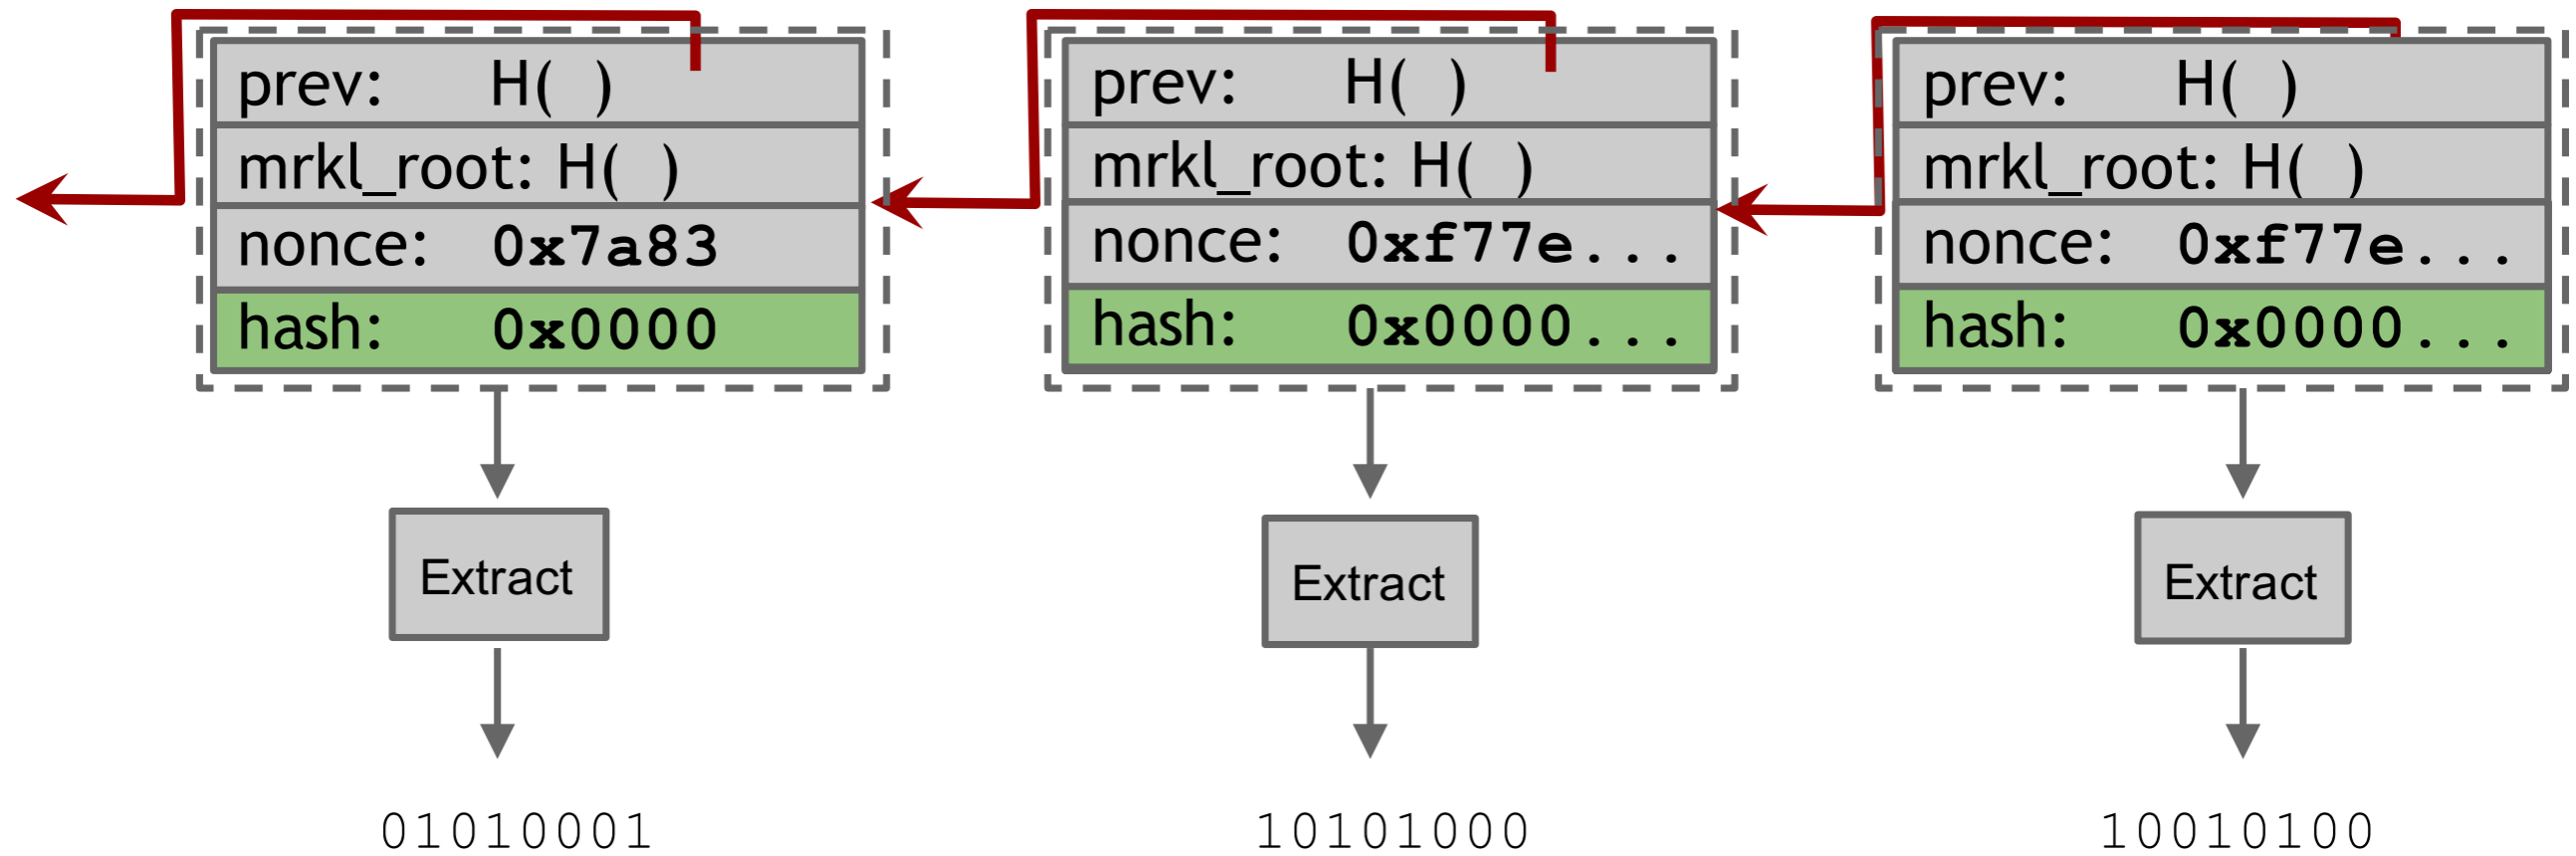 prev: H( )
mrkl_root: H( )
nonce: 0x7a83
hash: 0x0000
prev: H( )
mrkl_root: H( )
nonce: 0xf77e...
hash: 0x0000...
prev: H( )
mrkl_root: H( )
nonce: 0xf77e...
hash: 0x0000...
Extract
Extract
Extract
01010001
10101000
10010100